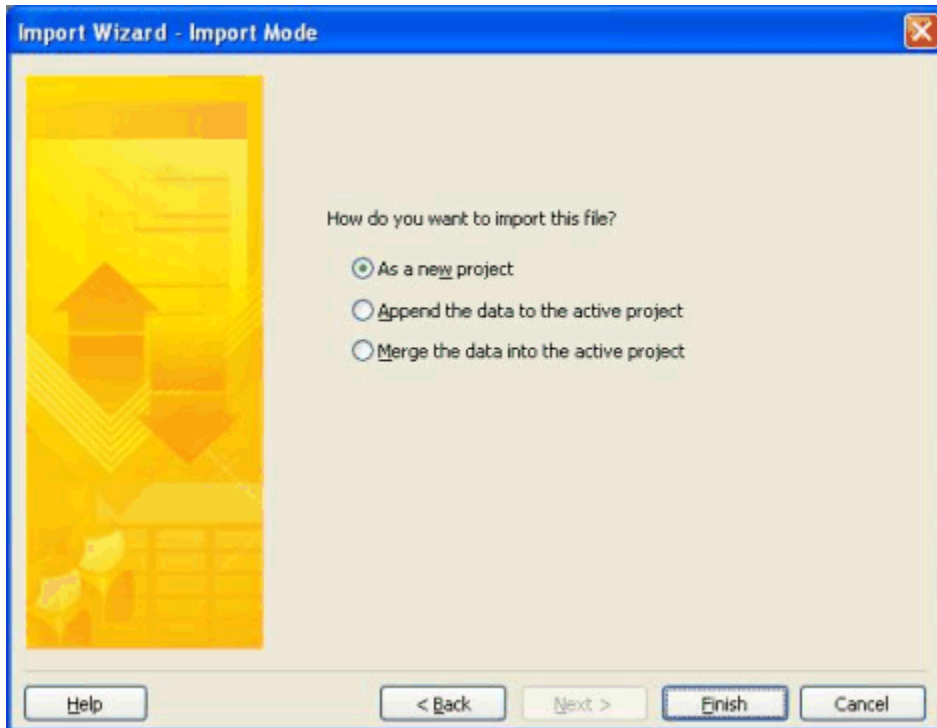 Import Wizard - Import Mode
How do you want to import this file?
As a new project
Append the data to the active project
Merge the data into the active project
Help
< Back
Next >
Finish
Cancel